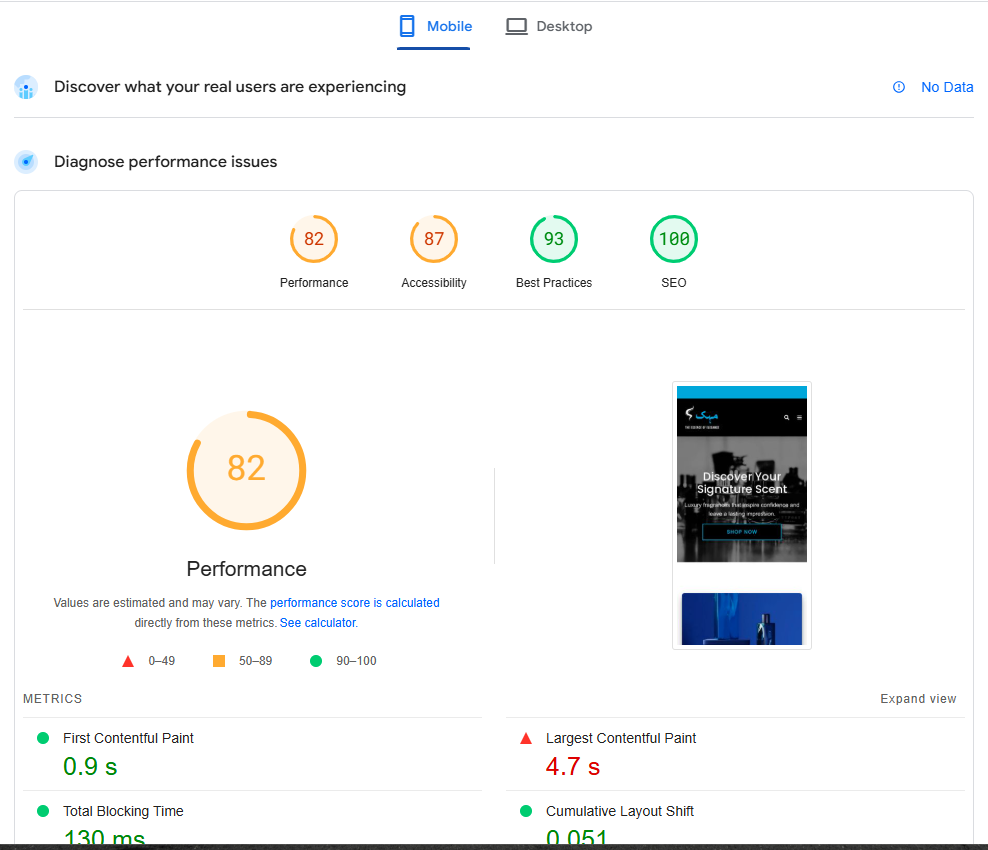 Mobile
Desktop
Discover what your real users are experiencing
No Data
Diagnose performance issues
82
87
93
100
Performance
Accessibility
Best Practices
SEO
82
Performance
Values are estimated and may vary. The performance score is calculated
directly from these metrics. See calculator.
0–49
50–89
90–100
Discover Your
Signature Scent
Luxury fragrances that inspire confidence and
leave a lasting impression.
SHOP NOW
METRICS
Expand view
First Contentful Paint
0.9 s
Largest Contentful Paint
4.7 s
Total Blocking Time
130 ms
Cumulative Layout Shift
0.051